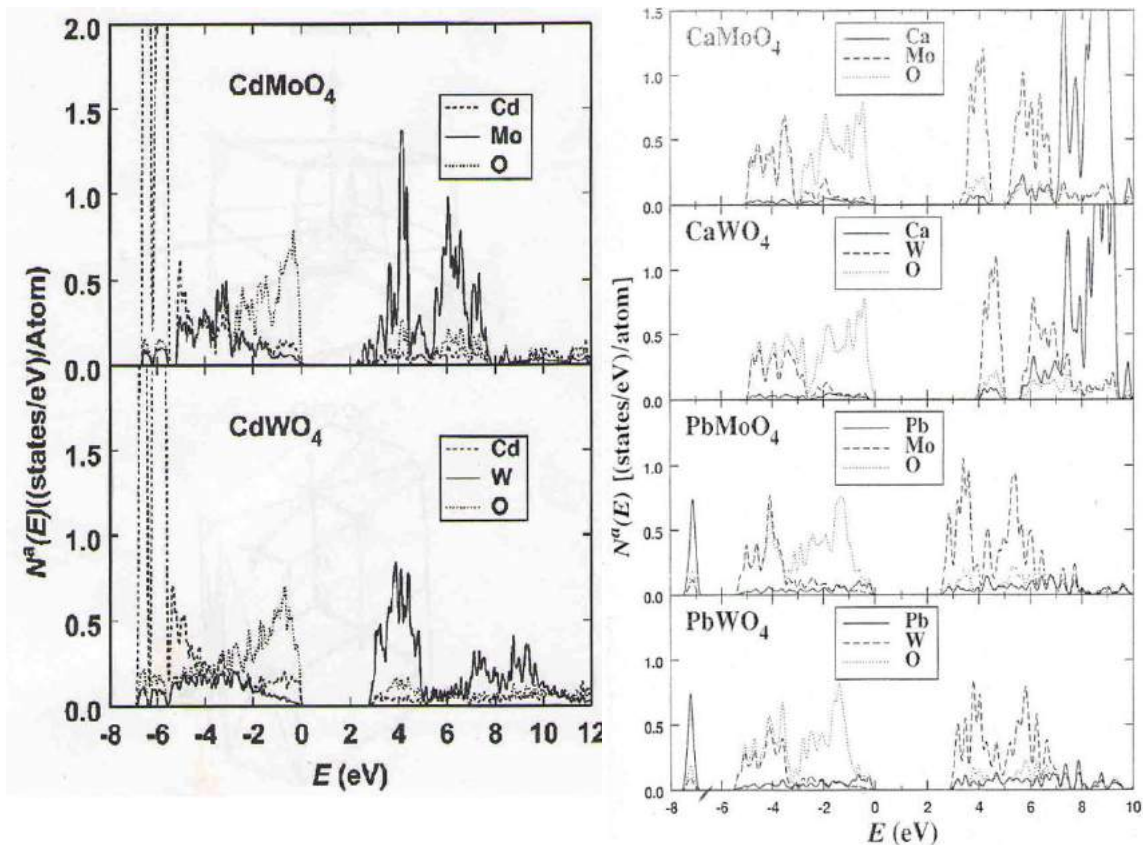 2.0
CdMoO4
Cd
Mo
O
1.5
1.0
0.5
0.0
CdWO4
Cd
W
O
1.5
1.0
0.5
0.0
-8 -6 -4 -2 0 2 4 6 8 10 12
E (eV)
Nᵃ(E)((states/eV)/Atom)
1.5
CaMoO4
Ca
Mo
O
1.0
0.5
0.0
CaWO4
Ca
W
O
1.0
0.5
0.0
PbMoO4
Pb
Mo
O
1.0
0.5
0.0
PbWO4
Pb
W
O
1.0
0.5
0.0
-8 -6 -4 -2 0 2 4 6 8 10
E (eV)
Nᵃ(E) [(states/eV)/atom]